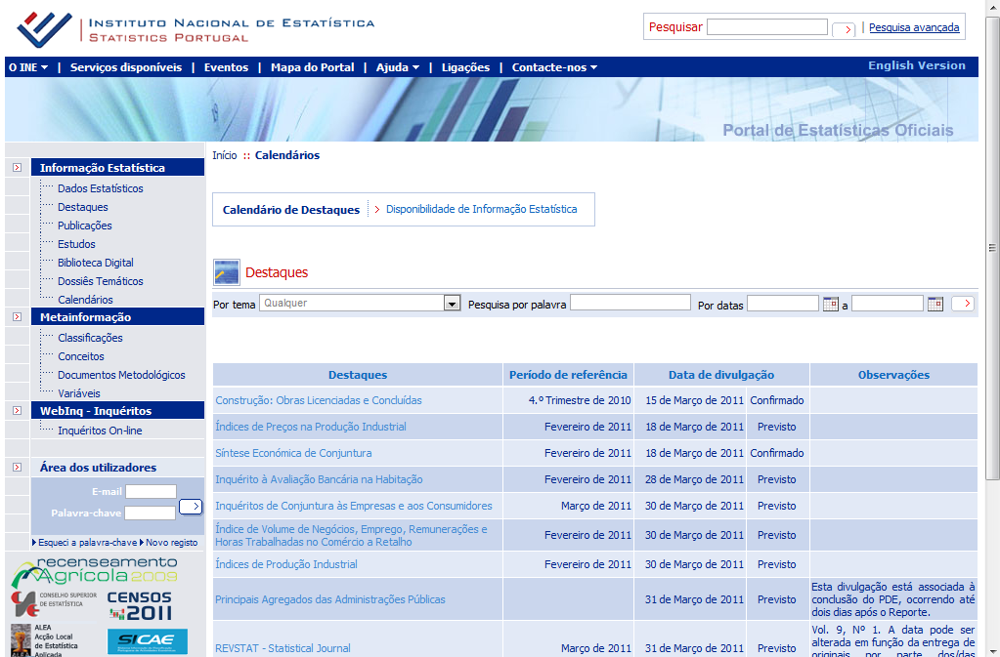 INSTITUTO NACIONAL DE ESTATÍSTICA
STATISTICS PORTUGAL
Pesquisar
Pesquisa avançada
O INE | Serviços disponíveis | Eventos | Mapa do Portal | Ajuda | Ligações | Contacte-nos
English Version
Portal de Estatísticas Oficiais
Início :: Calendários
Informação Estatística
Dados Estatísticos
Destaques
Publicações
Estudos
Biblioteca Digital
Dossiês Temáticos
Calendários
Metainformação
Classificações
Conceitos
Documentos Metodológicos
Variáveis
WebInq - Inquéritos
Inquéritos On-line
Área dos utilizadores
E-mail
Palavra-chave
Esqueci a palavra-chave Novo registo
recenseamento
Agrícola 2009
CONSELHO SUPERIOR
DE ESTATÍSTICA
CENSOS
2011
ALEA
Acção Local
de Estatística
Aplicada
ALEA
SICAE
Calendário de Destaques > Disponibilidade de Informação Estatística
Destaques
Por tema Qualquer Pesquisa por palavra Por datas a
Destaques Período de referência Data de divulgação Observações
Construção: Obras Licenciadas e Concluídas 4.º Trimestre de 2010 15 de Março de 2011 Confirmado
Índices de Preços na Produção Industrial Fevereiro de 2011 18 de Março de 2011 Previsto
Síntese Económica de Conjuntura Fevereiro de 2011 18 de Março de 2011 Confirmado
Inquérito à Avaliação Bancária na Habitação Fevereiro de 2011 28 de Março de 2011 Previsto
Inquéritos de Conjuntura às Empresas e aos Consumidores Março de 2011 30 de Março de 2011 Previsto
Índice de Volume de Negócios, Emprego, Remunerações e
Horas Trabalhadas no Comércio a Retalho Fevereiro de 2011 30 de Março de 2011 Previsto
Índices de Produção Industrial Fevereiro de 2011 30 de Março de 2011 Previsto
Principais Agregados das Administrações Públicas 31 de Março de 2011 Previsto
Esta divulgação está associada à
conclusão do PDE, ocorrendo até
dois dias após o Reporte.
REVSTAT - Statistical Journal Março de 2011 31 de Março de 2011 Previsto
Vol. 9, Nº 1. A data pode ser
alterada em função da entrega de
originais por parte dos/das